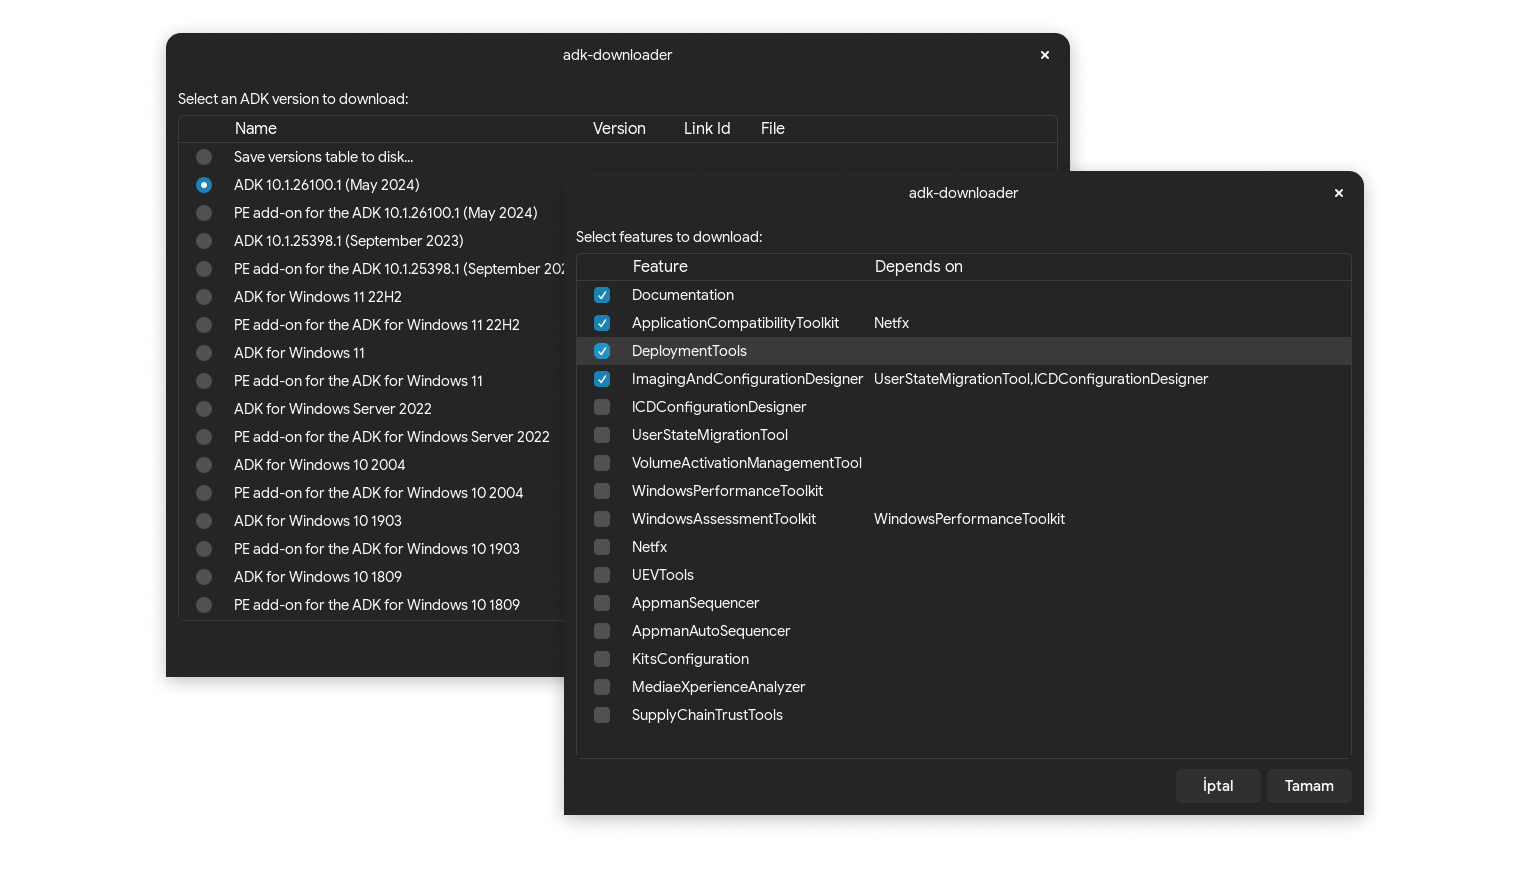 adk-downloader
Select an ADK version to download:
Name Version Link Id File
Save versions table to disk...
ADK 10.1.26100.1 (May 2024)
PE add-on for the ADK 10.1.26100.1 (May 2024)
ADK 10.1.25398.1 (September 2023)
PE add-on for the ADK 10.1.25398.1 (September 202
ADK for Windows 11 22H2
PE add-on for the ADK for Windows 11 22H2
ADK for Windows 11
PE add-on for the ADK for Windows 11
ADK for Windows Server 2022
PE add-on for the ADK for Windows Server 2022
ADK for Windows 10 2004
PE add-on for the ADK for Windows 10 2004
ADK for Windows 10 1903
PE add-on for the ADK for Windows 10 1903
ADK for Windows 10 1809
PE add-on for the ADK for Windows 10 1809
adk-downloader
Select features to download:
Feature Depends on
Documentation
ApplicationCompatibilityToolkit Netfx
DeploymentTools
ImagingAndConfigurationDesigner UserStateMigrationTool,ICDConfigurationDesigner
ICDConfigurationDesigner
UserStateMigrationTool
VolumeActivationManagementTool
WindowsPerformanceToolkit
WindowsAssessmentToolkit WindowsPerformanceToolkit
Netfx
UEVTools
AppmanSequencer
AppmanAutoSequencer
KitsConfiguration
MediaeXperienceAnalyzer
SupplyChainTrustTools
İptal Tamam